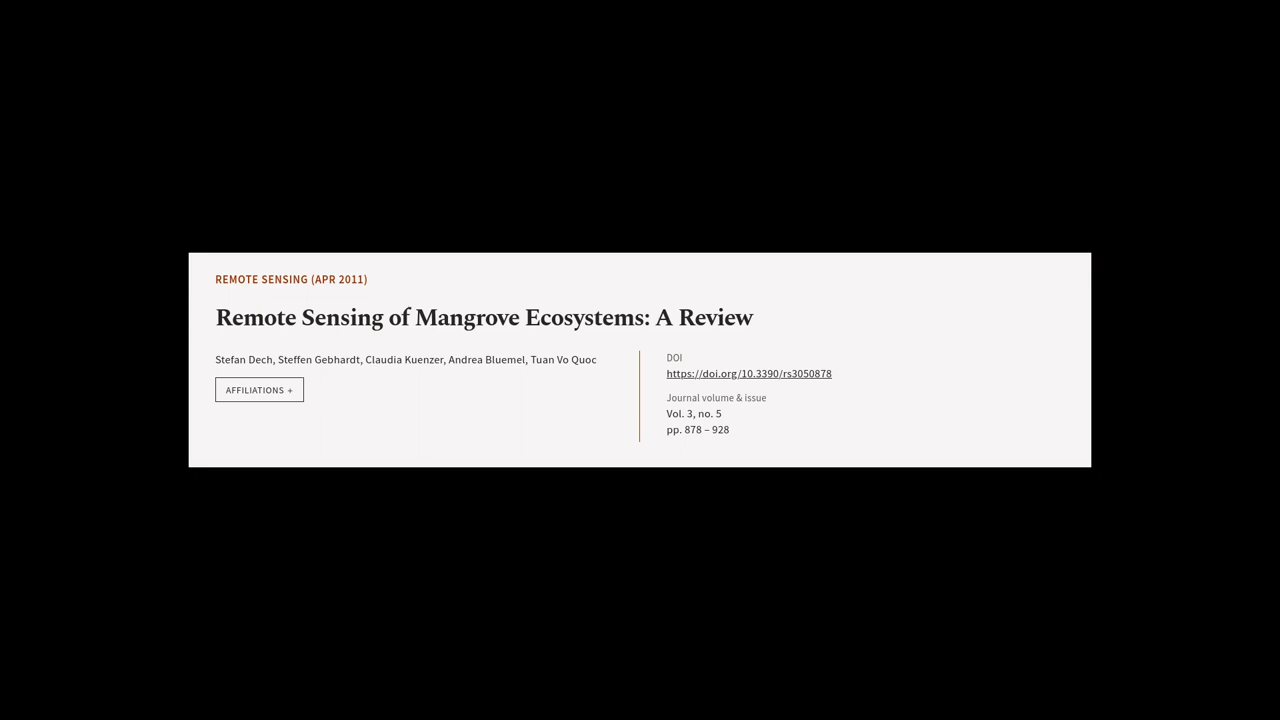 REMOTE SENSING (APR 2011)
Remote Sensing of Mangrove Ecosystems: A Review
Stefan Dech, Steffen Gebhardt, Claudia Kuenzer, Andrea Bluemel, Tuan Vo Quoc
AFFILIATIONS +
DOI
https://doi.org/10.3390/rs3050878
Journal volume & issue
Vol. 3, no. 5
pp. 878 – 928